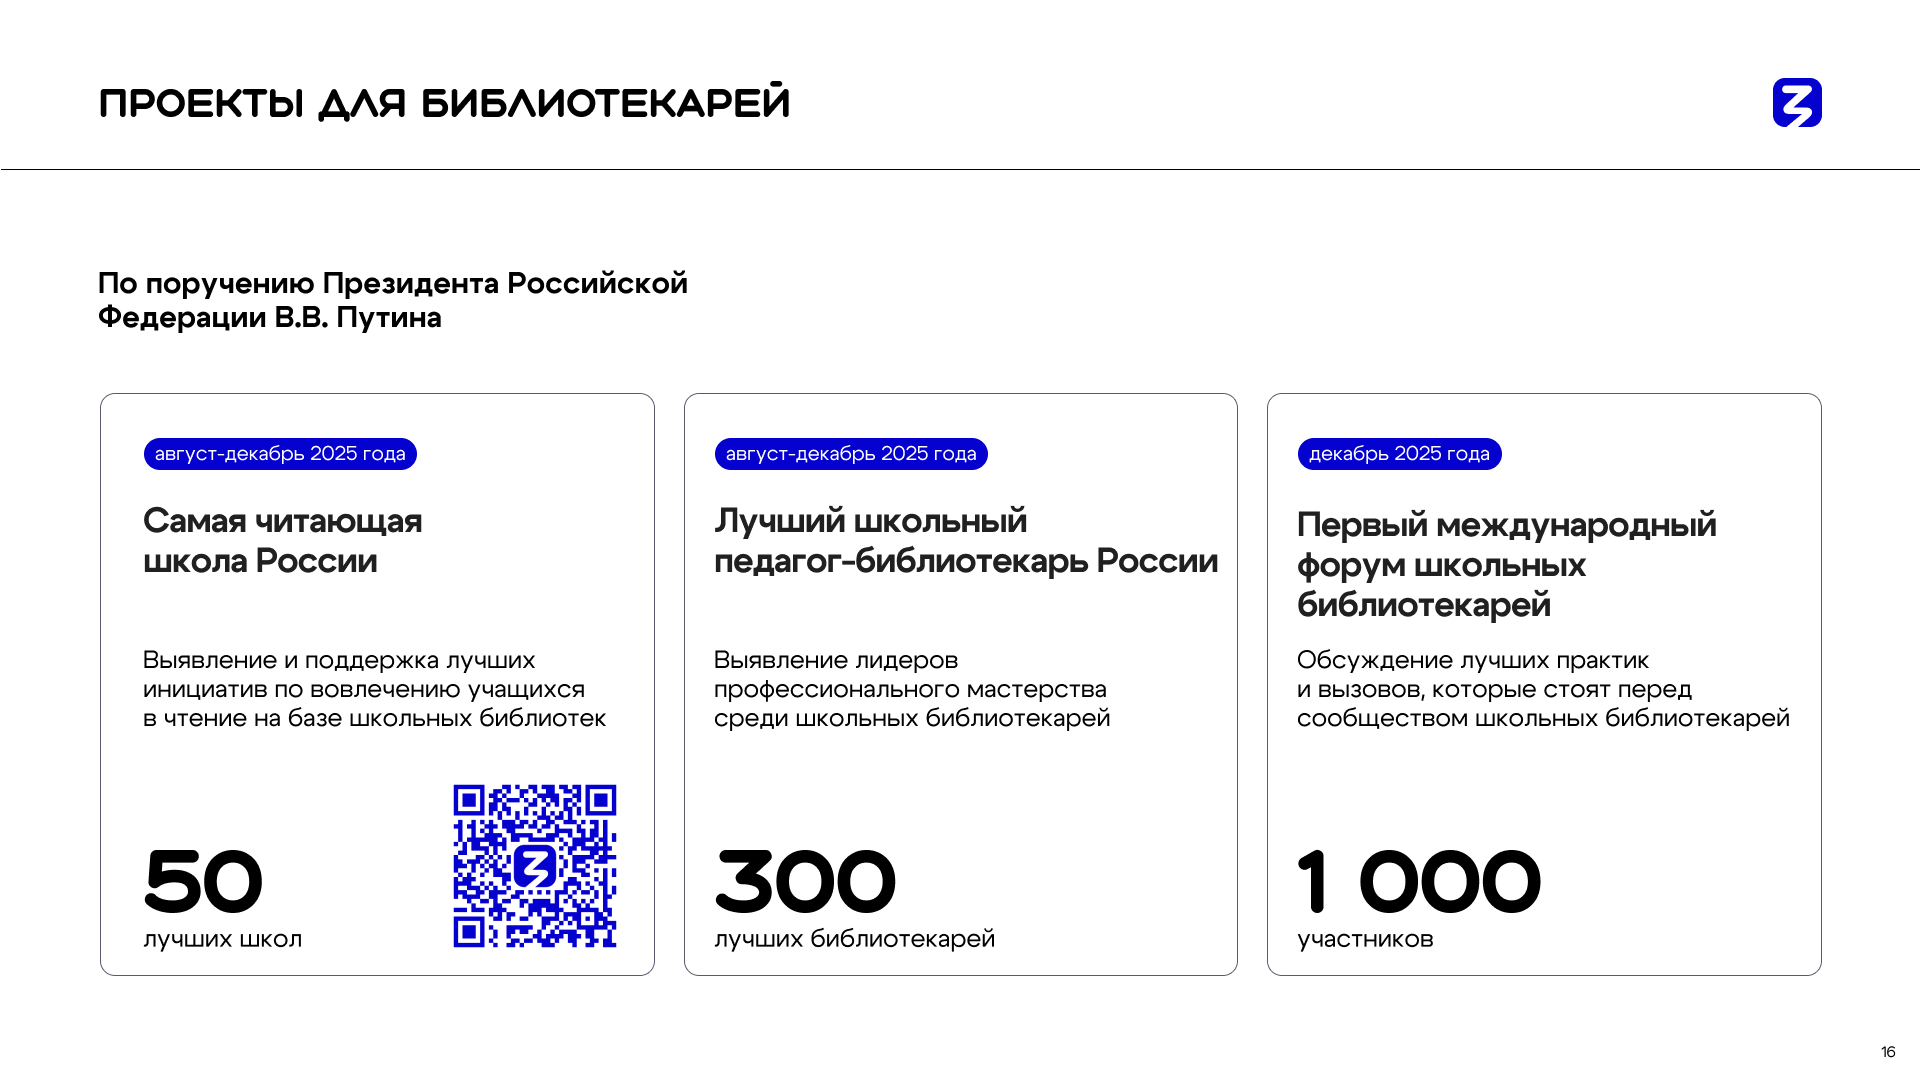 ПРОЕКТЫ ДЛЯ БИБЛИОТЕКАРЕЙ
По поручению Президента Российской
Федерации В.В. Путина
август-декабрь 2025 года
Самая читающая
школа России
Выявление и поддержка лучших
инициатив по вовлечению учащихся
в чтение на базе школьных библиотек
50
лучших школ
август-декабрь 2025 года
Лучший школьный
педагог-библиотекарь России
Выявление лидеров
профессионального мастерства
среди школьных библиотекарей
300
лучших библиотекарей
декабрь 2025 года
Первый международный
форум школьных
библиотекарей
Обсуждение лучших практик
и вызовов, которые стоят перед
сообществом школьных библиотекарей
1 000
участников
16